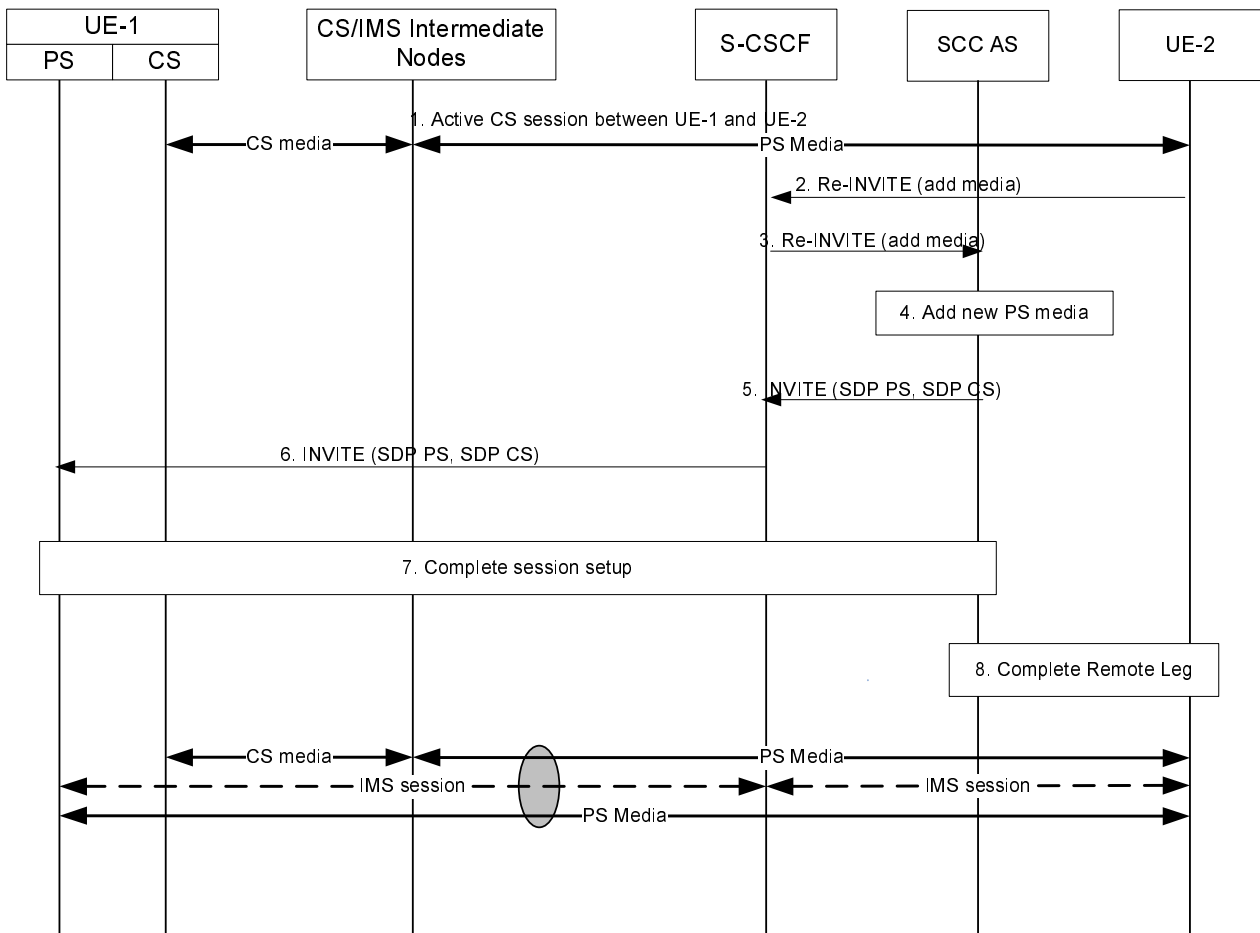 UE-1
PS
CS
CS/IMS Intermediate
Nodes
S-CSCF
SCC AS
UE-2
1. Active CS session between UE-1 and UE-2
CS media
PS Media
2. Re-INVITE (add media)
3. Re-INVITE (add media)
4. Add new PS media
5. INVITE (SDP PS, SDP CS)
6. INVITE (SDP PS, SDP CS)
7. Complete session setup
8. Complete Remote Leg
CS media
PS Media
IMS session
IMS session
PS Media